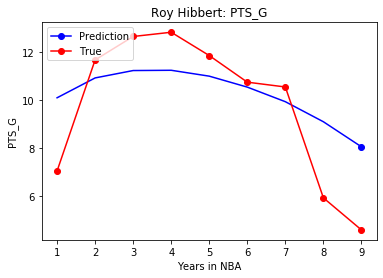 Roy Hibbert: PTS_G
Prediction
True
12
10
8
6
PTS_G
1 2 3 4 5 6 7 8 9
Years in NBA